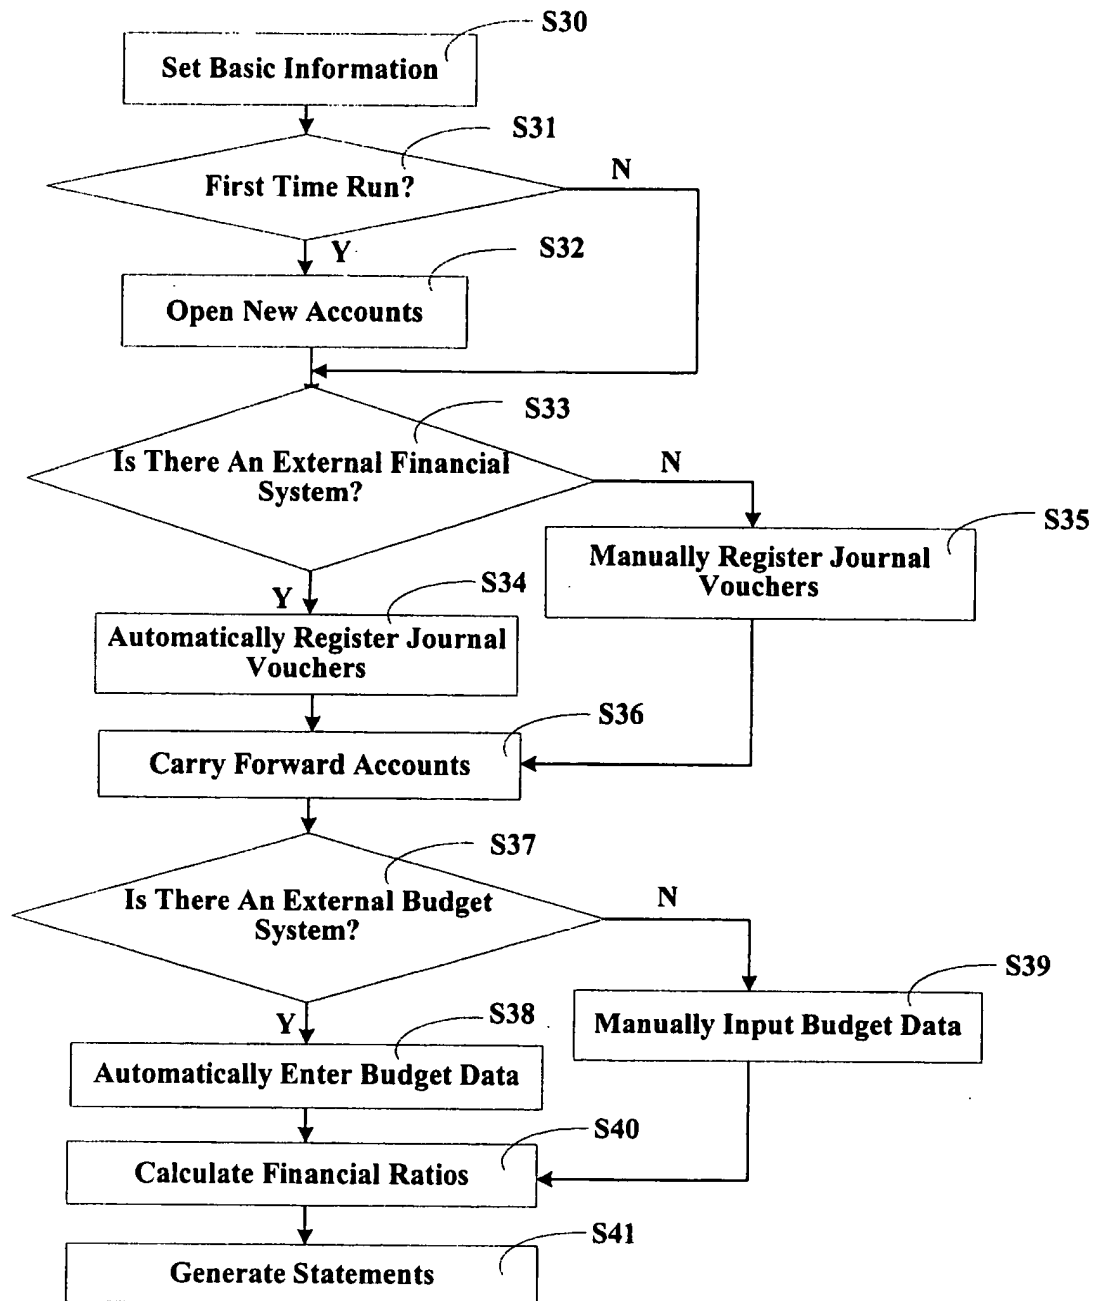 S30
Set Basic Information
S31
First Time Run?
N
Y
S32
Open New Accounts
S33
Is There An External Financial
System?
N
S35
Manually Register Journal
Vouchers
S34
Y
Automatically Register Journal
Vouchers
S36
Carry Forward Accounts
S37
Is There An External Budget
System?
N
S39
Manually Input Budget Data
S38
Y
Automatically Enter Budget Data
S40
Calculate Financial Ratios
S41
Generate Statements